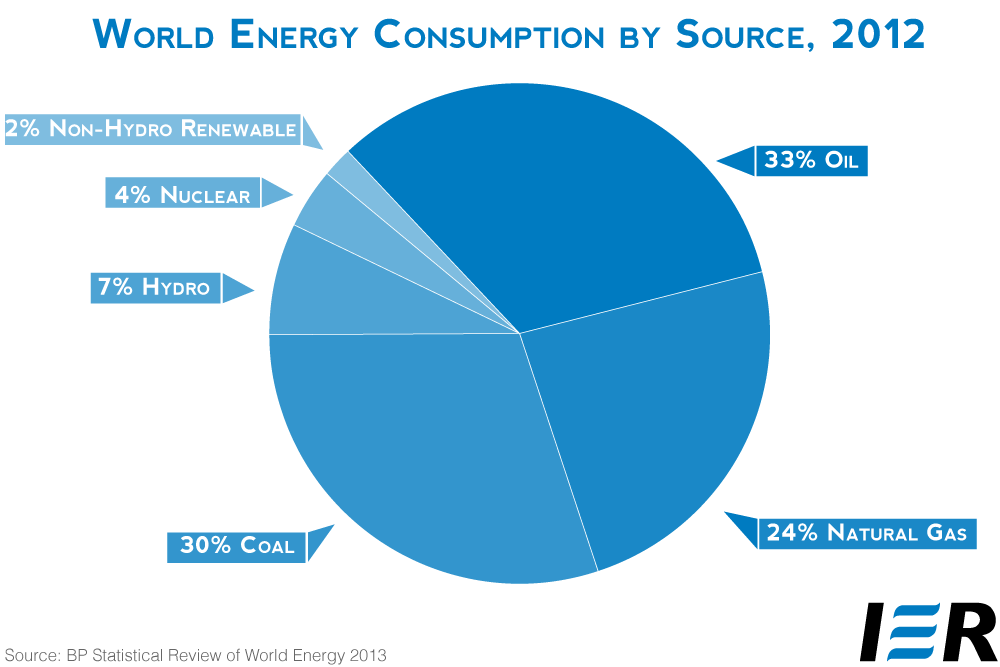 World Energy Consumption by Source, 2012
2% Non-Hydro Renewable
33% Oil
4% Nuclear
7% Hydro
30% Coal
24% Natural Gas
IER
Source: BP Statistical Review of World Energy 2013